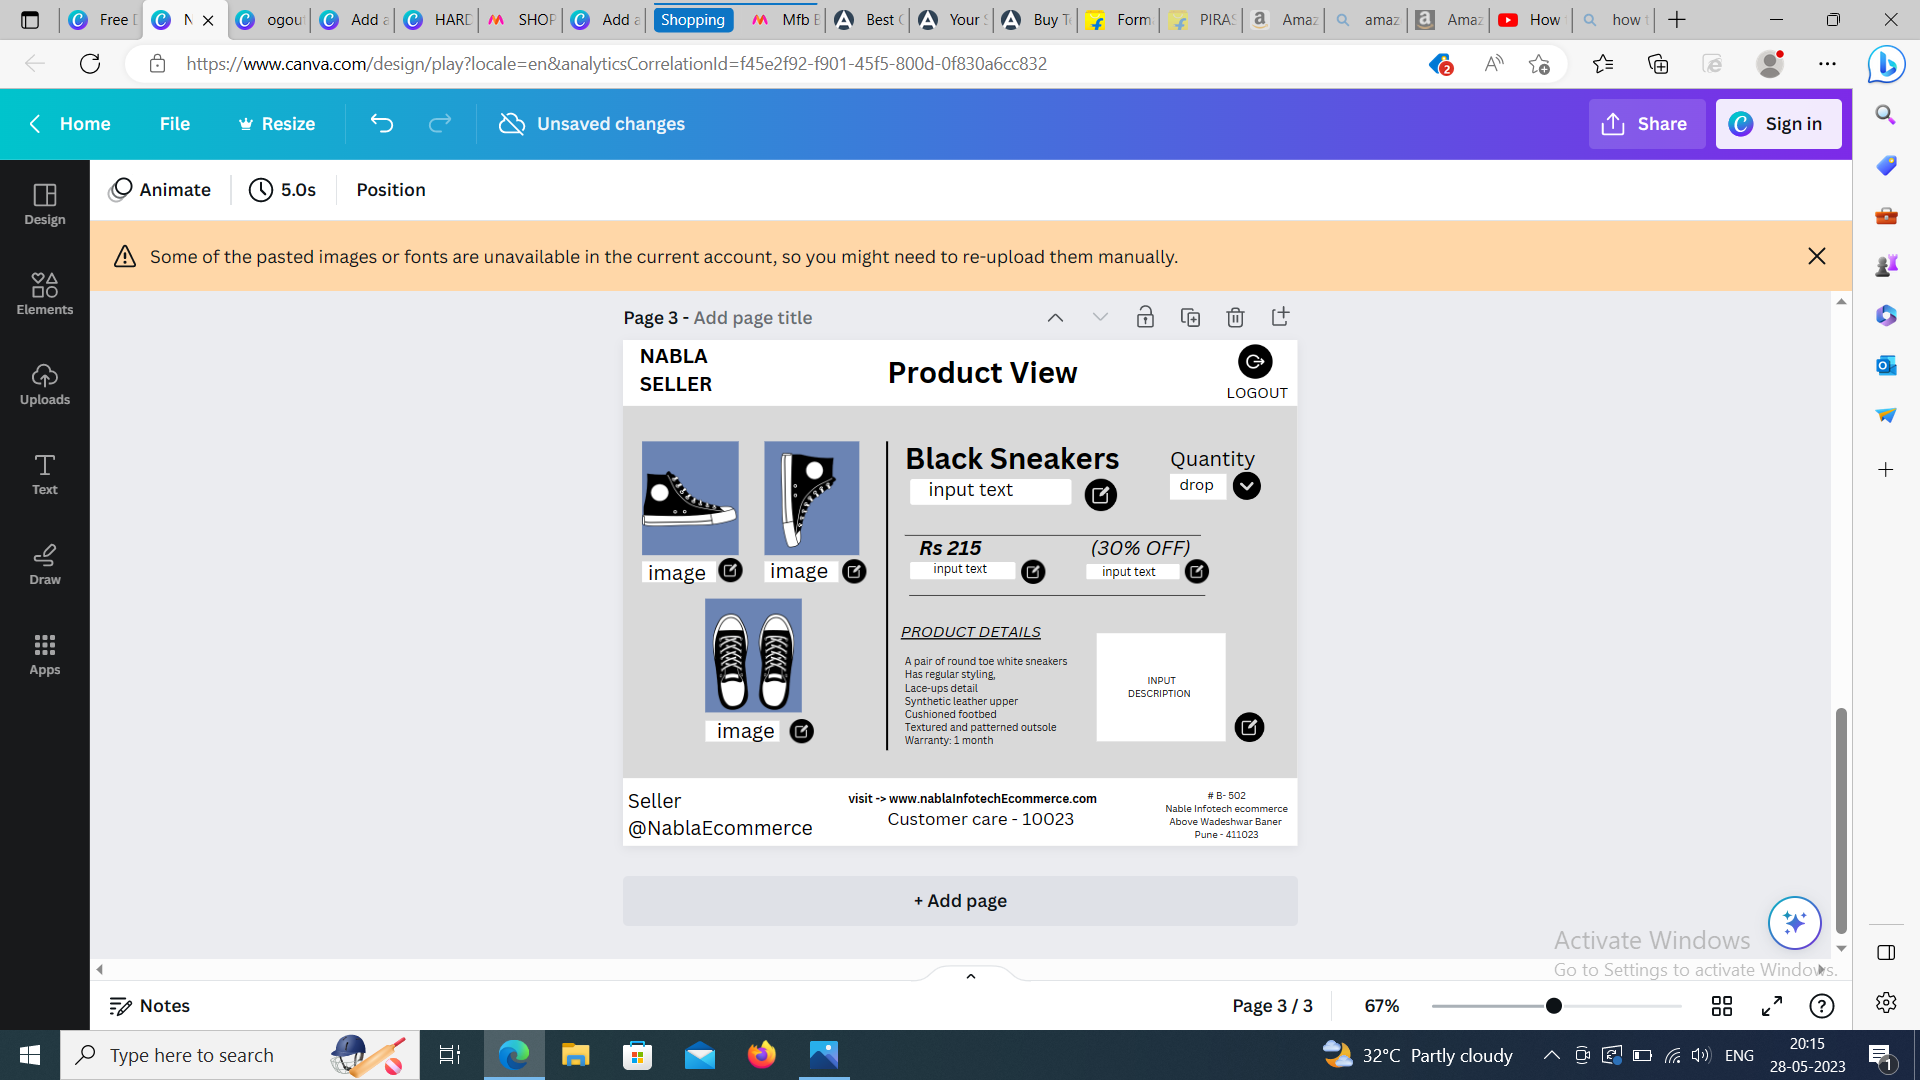 Free D
N
ogout
Add a
HARD
SHOP
Add a
Shopping
Mfb B
Best
Your
Buy T
Form
PIRAS
Amaz
amaz
Amaz
How
how t
https://www.canva.com/design/play?locale=en&analyticsCorrelationId=f45e2f92-f901-45f5-800d-0f830a6cc832
2
Home
File
Resize
Unsaved changes
Share
Sign in
Animate
5.0s
Position
Some of the pasted images or fonts are unavailable in the current account, so you might need to re-upload them manually.
Design
Elements
Uploads
Text
Draw
Apps
Page 3 - Add page title
NABLA
SELLER
Product View
LOGOUT
Black Sneakers
input text
Quantity
drop
Rs 215
(30% OFF)
input text
input text
image
image
image
PRODUCT DETAILS
A pair of round toe white sneakers
Has regular styling,
Lace-ups detail
Synthetic leather upper
Cushioned footbed
Textured and patterned outsole
Warranty: 1 month
INPUT
DESCRIPTION
Seller
@NablaEcommerce
visit -> www.nablaInfotechEcommerce.com
Customer care - 10023
# B- 502
Nable Infotech ecommerce
Above Wadeshwar Baner
Pune - 411023
+ Add page
Activate Windows
Go to Settings to activate Windows.
Notes
Page 3 / 3
67%
Type here to search
32°C Partly cloudy
ENG
20:15
28-05-2023
1